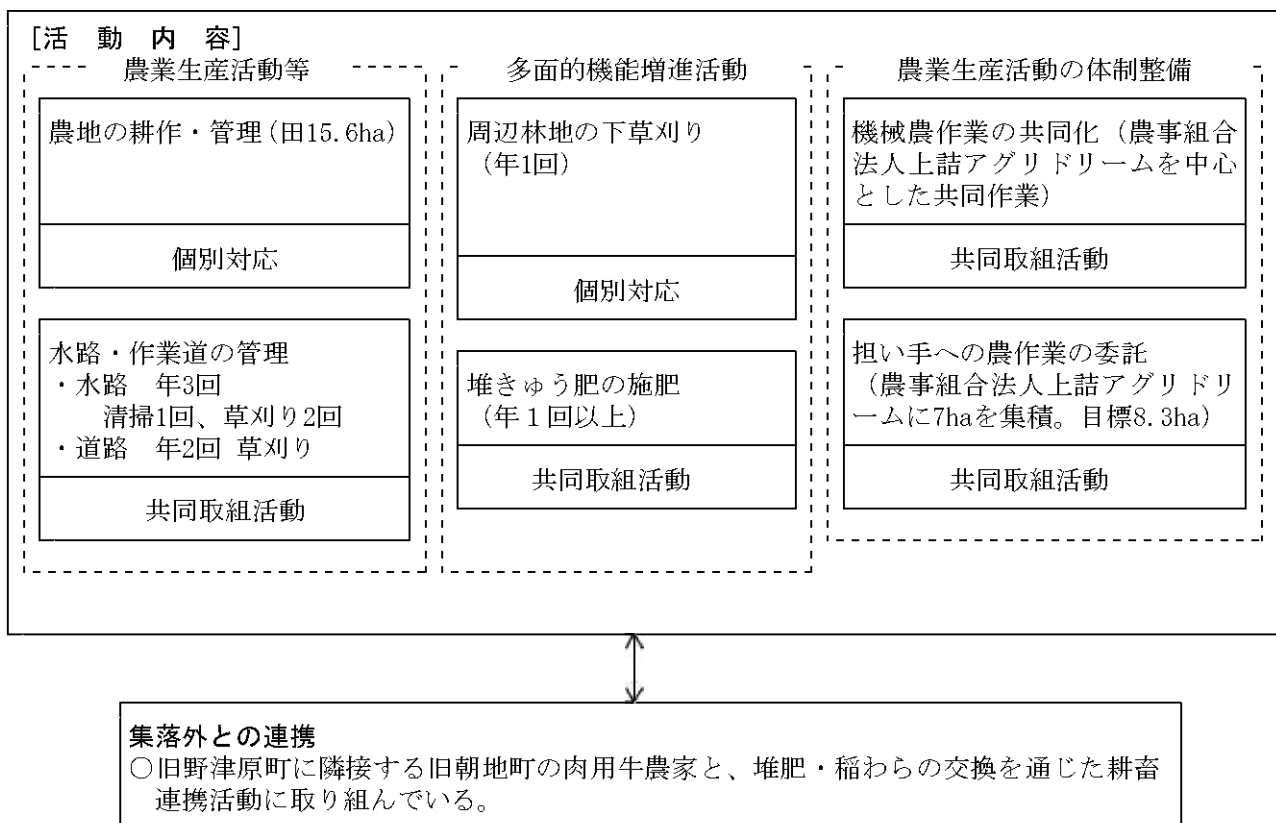 [活　動　内　容]
農業生産活動等
農地の耕作・管理(田15.6ha)
個別対応
水路・作業道の管理
・水路　年3回
清掃1回、草刈り2回
・道路　年2回 草刈り
共同取組活動
多面的機能増進活動
周辺林地の下草刈り
(年1回)
個別対応
堆きゅう肥の施肥
(年１回以上)
共同取組活動
農業生産活動の体制整備
機械農作業の共同化（農事組合
法人上詰アグリドリームを中心
とした共同作業）
共同取組活動
担い手への農作業の委託
（農事組合法人上詰アグリドリ
ームに7haを集積。目標8.3ha）
共同取組活動
集落外との連携
○旧野津原町に隣接する旧朝地町の肉用牛農家と、堆肥・稲わらの交換を通じた耕畜
連携活動に取り組んでいる。